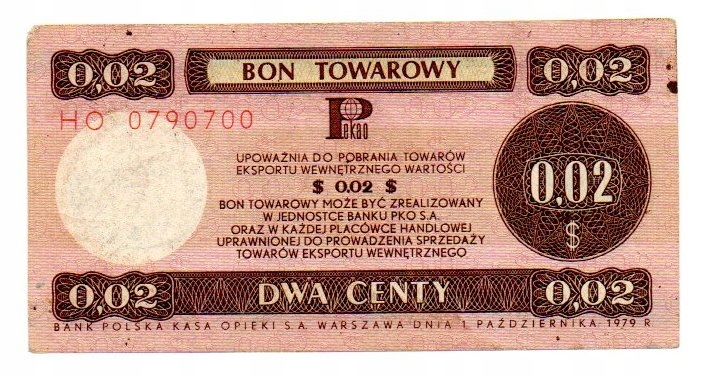 0,02 BON TOWAROWY 0,02
HO 0790700
Pekao
UPOWAŻNIA DO POBRANIA TOWARÓW
EKSPORTU WEWNĘTRZNEGO WARTOŚCI
$ 0.02 $
BON TOWAROWY MOŻE BYĆ ZREALIZOWANY
W JEDNOSTCE BANKU PKO S.A.
ORAZ W KAŻDEJ PLACÓWCE HANDLOWEJ
UPRAWNIONEJ DO PROWADZENIA SPRZEDAŻY
TOWARÓW EKSPORTU WEWNĘTRZNEGO
0,02
$
0,02 DWA CENTY 0,02
BANK POLSKA KASA OPIEKI S.A. WARSZAWA DNIA 1. PAŹDZIERNIKA 1979 R